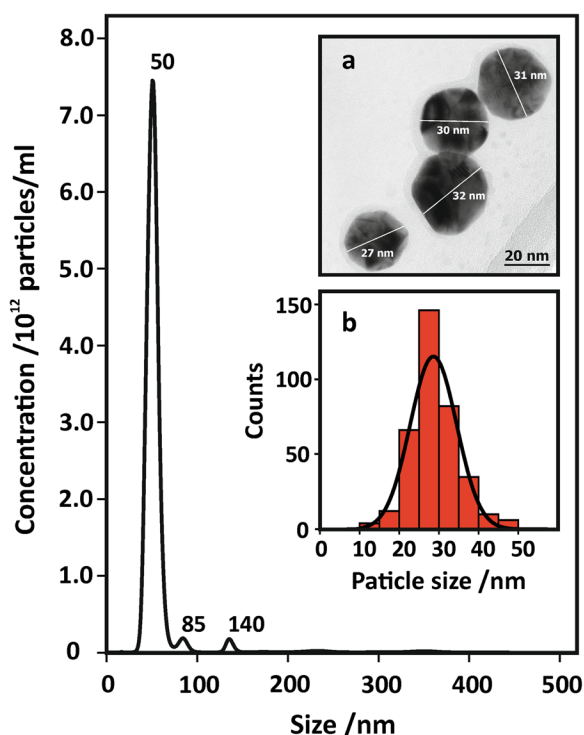 8.0
7.0
6.0
5.0
4.0
3.0
2.0
1.0
0
Concentration /10¹² particles/ml
50
85
140
0
100
200
300
400
500
Size /nm
a
31 nm
30 nm
32 nm
27 nm
20 nm
b
150
100
50
0
Counts
0
10
20
30
40
50
Paticle size /nm